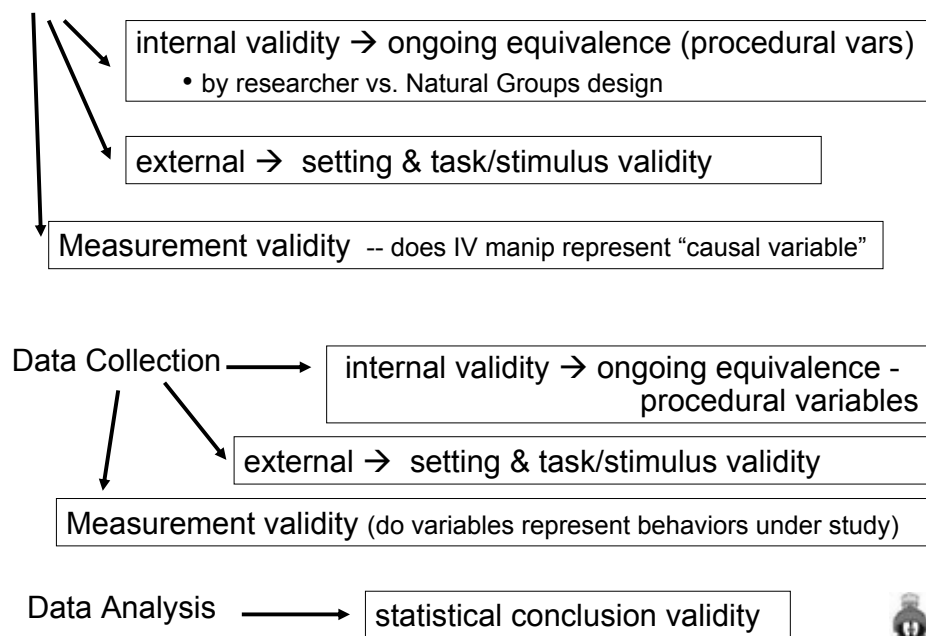 internal validity → ongoing equivalence (procedural vars)
• by researcher vs. Natural Groups design
external → setting & task/stimulus validity
Measurement validity -- does IV manip represent “causal variable”
Data Collection
internal validity → ongoing equivalence -
procedural variables
external → setting & task/stimulus validity
Measurement validity (do variables represent behaviors under study)
Data Analysis
statistical conclusion validity